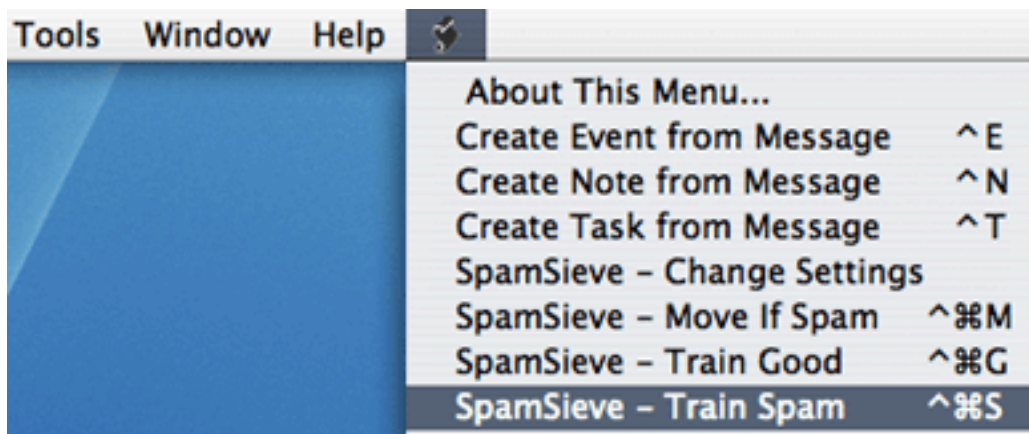 Tools Window Help
About This Menu...
Create Event from Message ^E
Create Note from Message ^N
Create Task from Message ^T
SpamSieve – Change Settings
SpamSieve – Move If Spam ^⌘M
SpamSieve – Train Good ^⌘G
SpamSieve – Train Spam ^⌘S